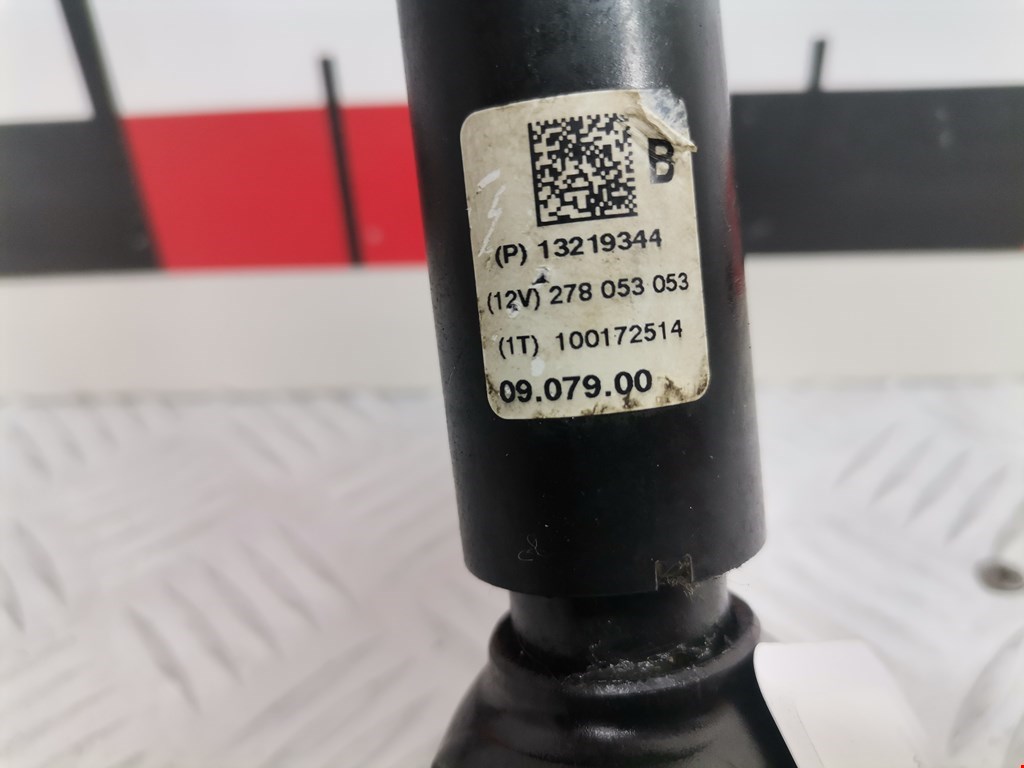 B
(P) 13219344
(12V) 278 053 053
(1T) 100172514
09.079.00